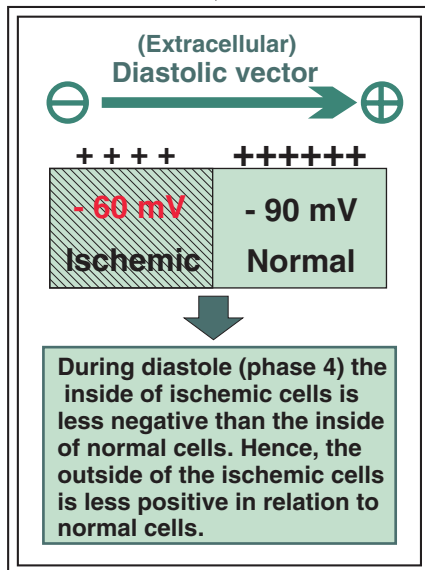 (Extracellular)
Diastolic vector
− +
+ + + + ++++++
- 60 mV - 90 mV
Ischemic Normal
During diastole (phase 4) the
inside of ischemic cells is
less negative than the inside
of normal cells. Hence, the
outside of the ischemic cells
is less positive in relation to
normal cells.